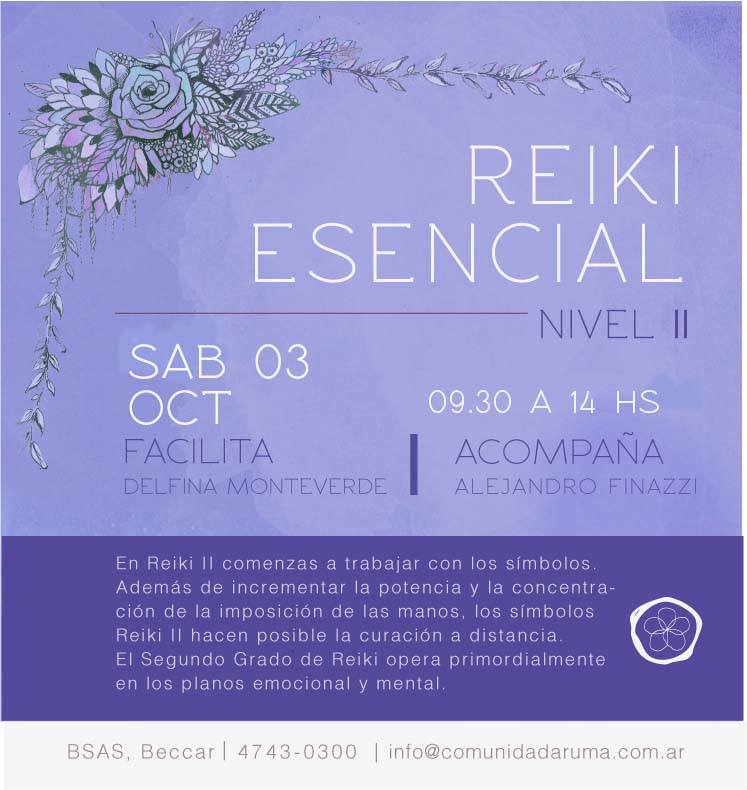 REIKI
ESENCIAL
NIVEL II
SAB 03
OCT
09.30 A 14 HS
FACILITA
DELFINA MONTEVERDE
ACOMPAÑA
ALEJANDRO FINAZZI
En Reiki II comenzas a trabajar con los símbolos.
Además de incrementar la potencia y la concentra-
ción de la imposición de las manos, los símbolos
Reiki II hacen posible la curación a distancia.
El Segundo Grado de Reiki opera primordialmente
en los planos emocional y mental.
BSAS, Beccar | 4743-0300 | info@comunidadaruma.com.ar